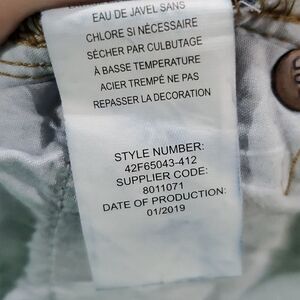 EAU DE JAVEL SANS
CHLORE SI NÉCESSAIRE
SÉCHER PAR CULBUTAGE
À BASSE TEMPERATURE
ACIER TREMPÉ NE PAS
REPASSER LA DECORATION
STYLE NUMBER:
42F65043-412
SUPPLIER CODE:
8011071
DATE OF PRODUCTION:
01/2019